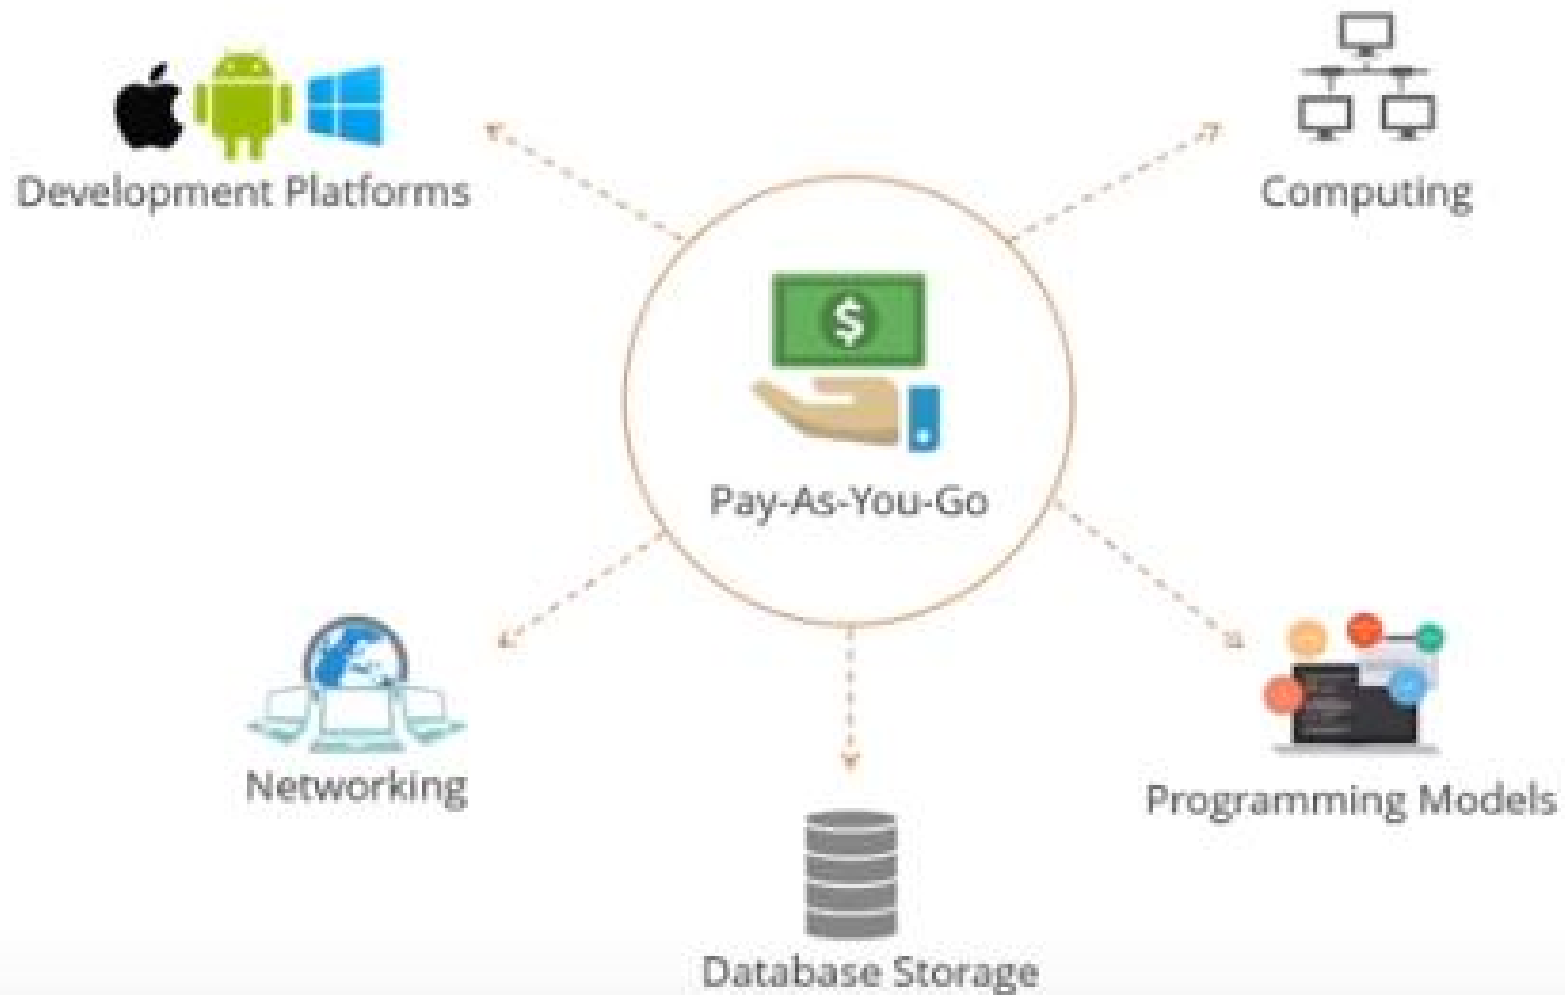 Development Platforms
Computing
$
Pay-As-You-Go
Networking
Programming Models
Database Storage